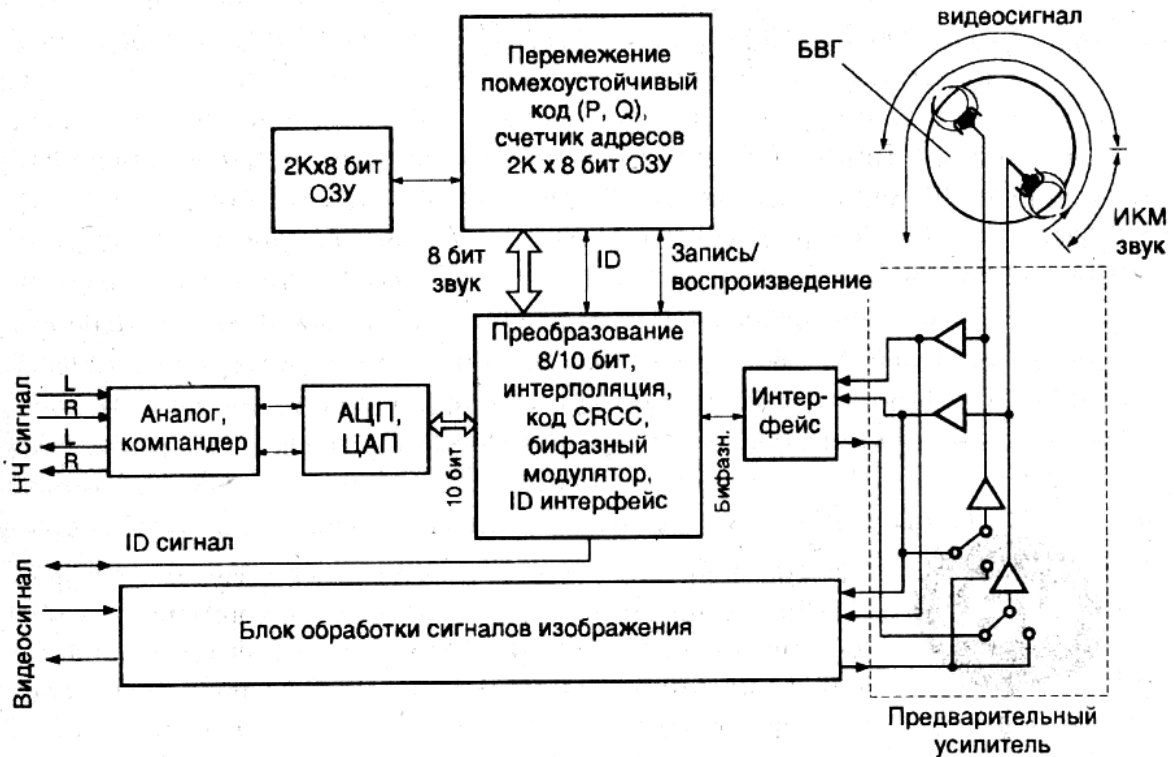 видеосигнал
БВГ
ИКМ
звук
Перемежение
помехоустойчивый
код (P, Q),
счетчик адресов
2К х 8 бит ОЗУ
2Кх8 бит
ОЗУ
8 бит
звук
ID
Запись/
воспроизведение
Преобразование
8/10 бит,
интерполяция,
код CRCC,
бифазный
модулятор,
ID интерфейс
НЧ сигнал
L
R
L
R
Аналог,
компандер
АЦП,
ЦАП
10 бит
Бифазн.
Интер-
фейс
ID сигнал
Видеосигнал
Блок обработки сигналов изображения
Предварительный
усилитель